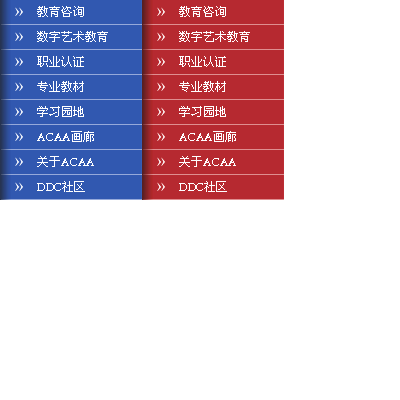 » 教育咨询 » 教育咨询
» 数字艺术教育 » 数字艺术教育
» 职业认证 » 职业认证
» 专业教材 » 专业教材
» 学习园地 » 学习园地
» ACAA画廊 » ACAA画廊
» 关于ACAA » 关于ACAA
» DDC社区 » DDC社区